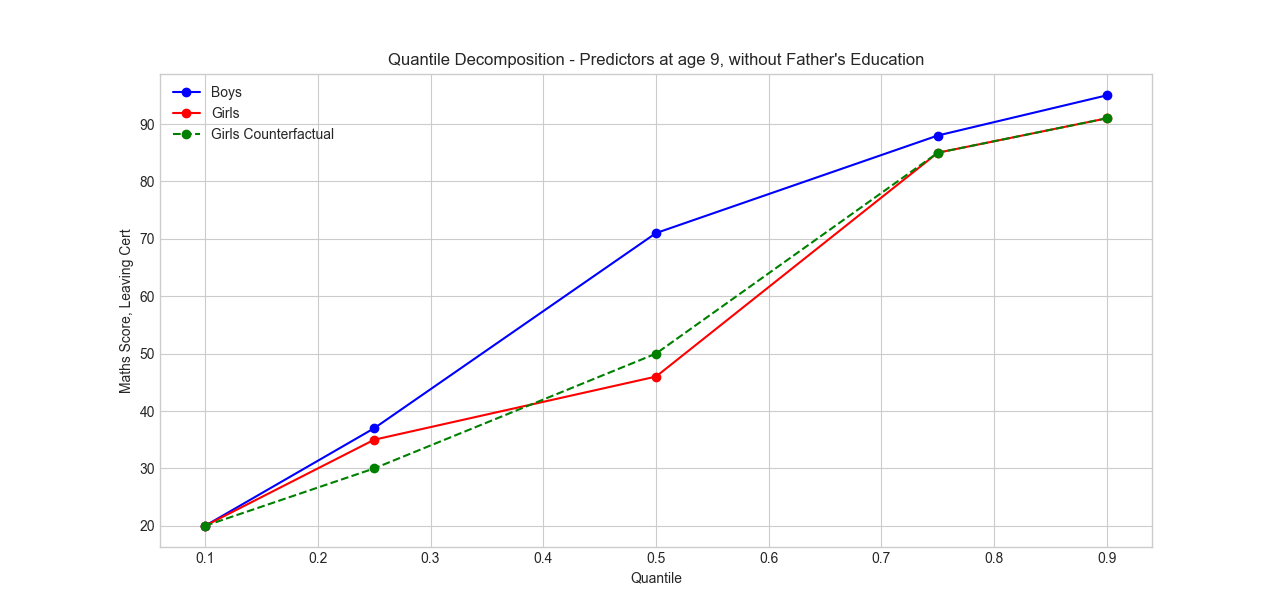 Quantile Decomposition - Predictors at age 9, without Father's Education
Boys
Girls
Girls Counterfactual
Maths Score, Leaving Cert
90
80
70
60
50
40
30
20
0.1 0.2 0.3 0.4 0.5 0.6 0.7 0.8 0.9
Quantile